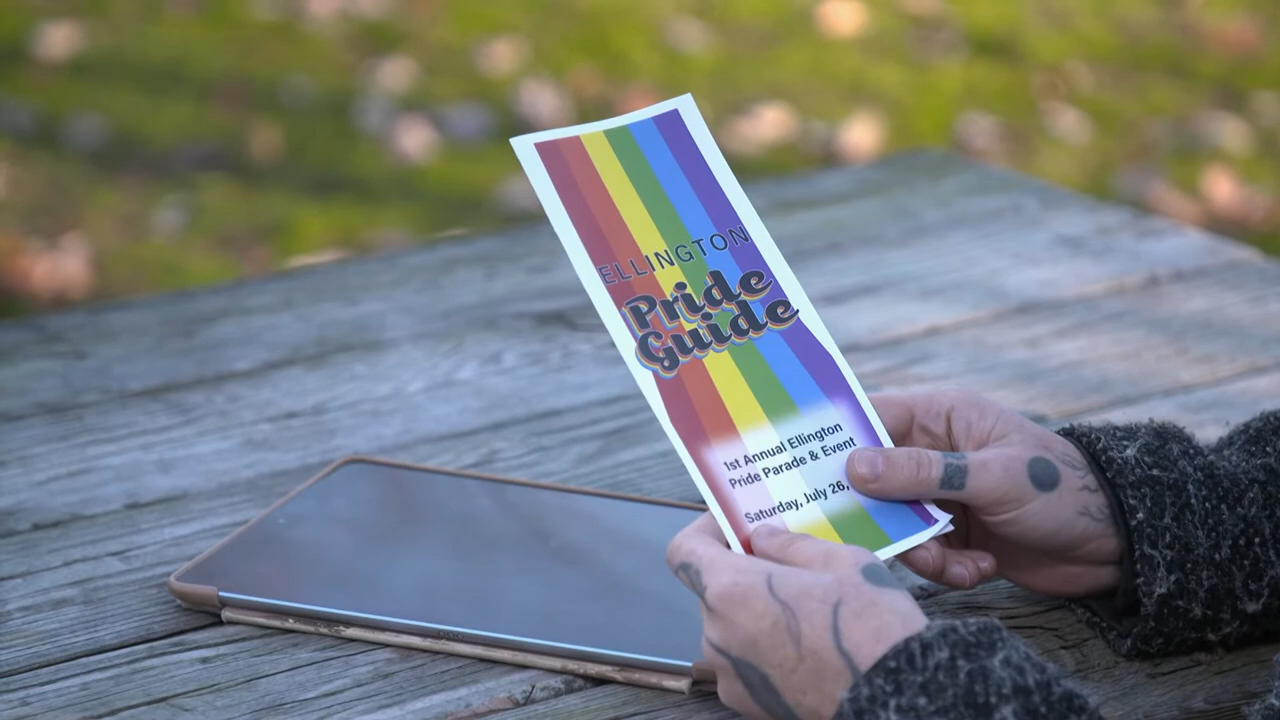 ELLINGTON
Pride
Guide
1st Annual Ellington
Pride Parade & Event
Saturday, July 26,